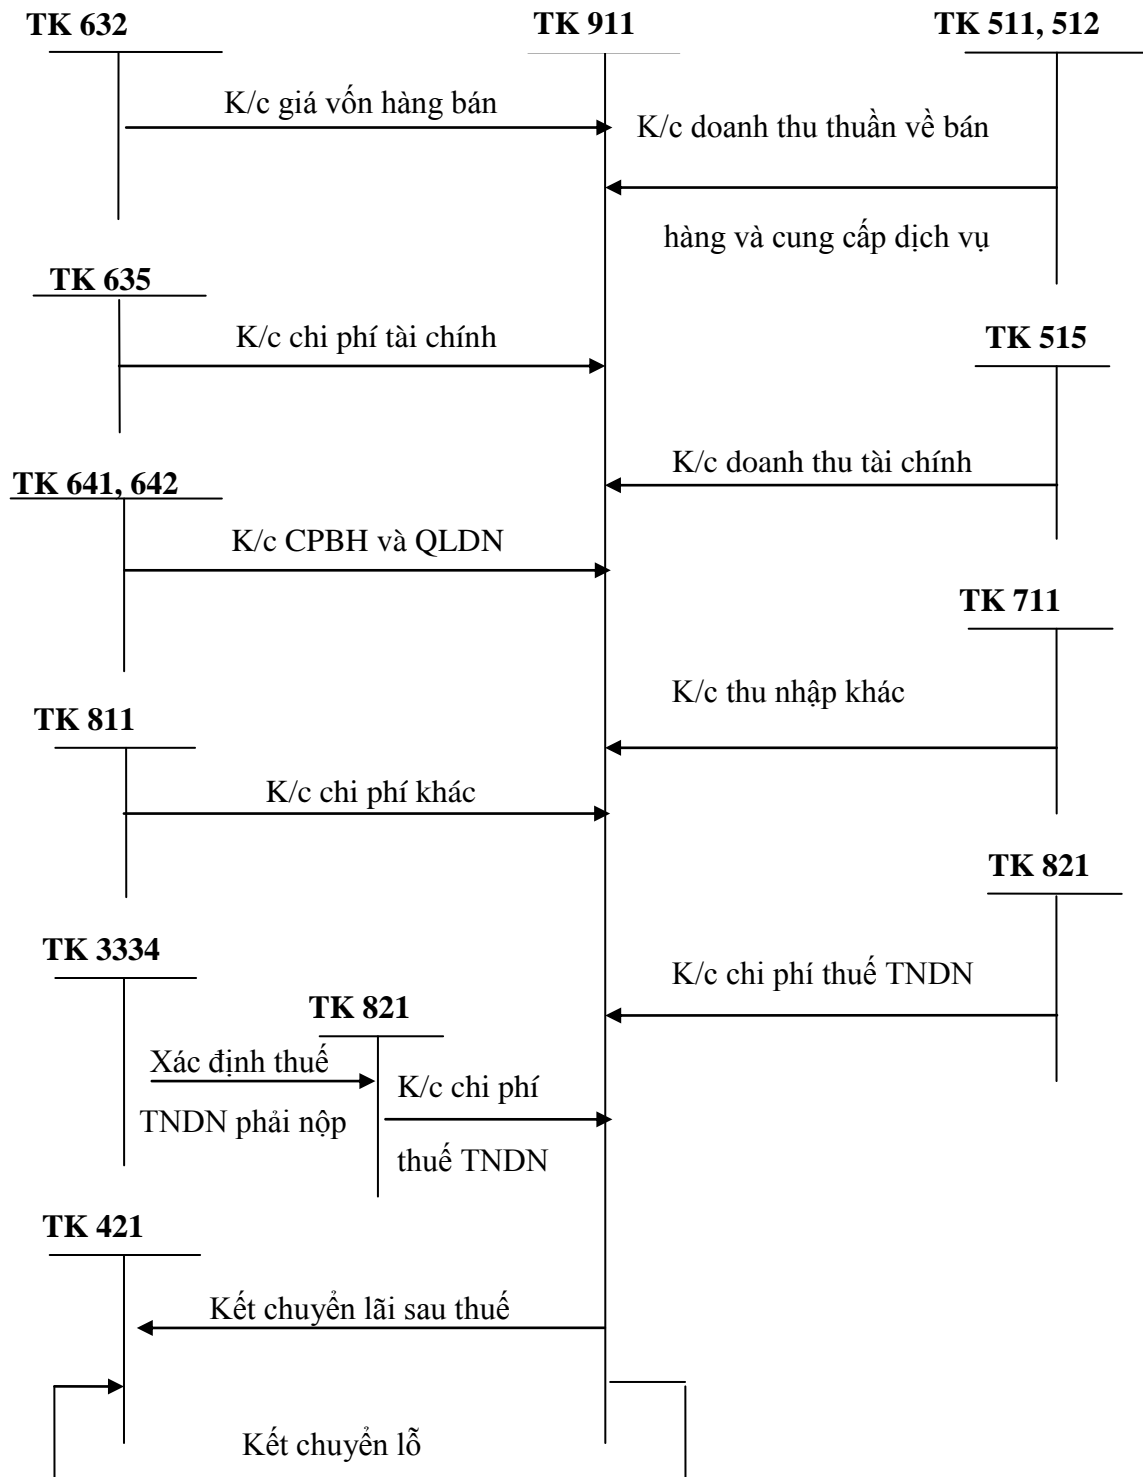 TK 632
TK 911
TK 511, 512
K/c giá vốn hàng bán
K/c doanh thu thuần về bán
hàng và cung cấp dịch vụ
TK 635
K/c chi phí tài chính
TK 515
K/c doanh thu tài chính
TK 641, 642
K/c CPBH và QLDN
TK 711
K/c thu nhập khác
TK 811
K/c chi phí khác
TK 821
K/c chi phí thuế TNDN
TK 3334
TK 821
Xác định thuế
TNDN phải nộp
K/c chi phí
thuế TNDN
TK 421
Kết chuyển lãi sau thuế
Kết chuyển lỗ